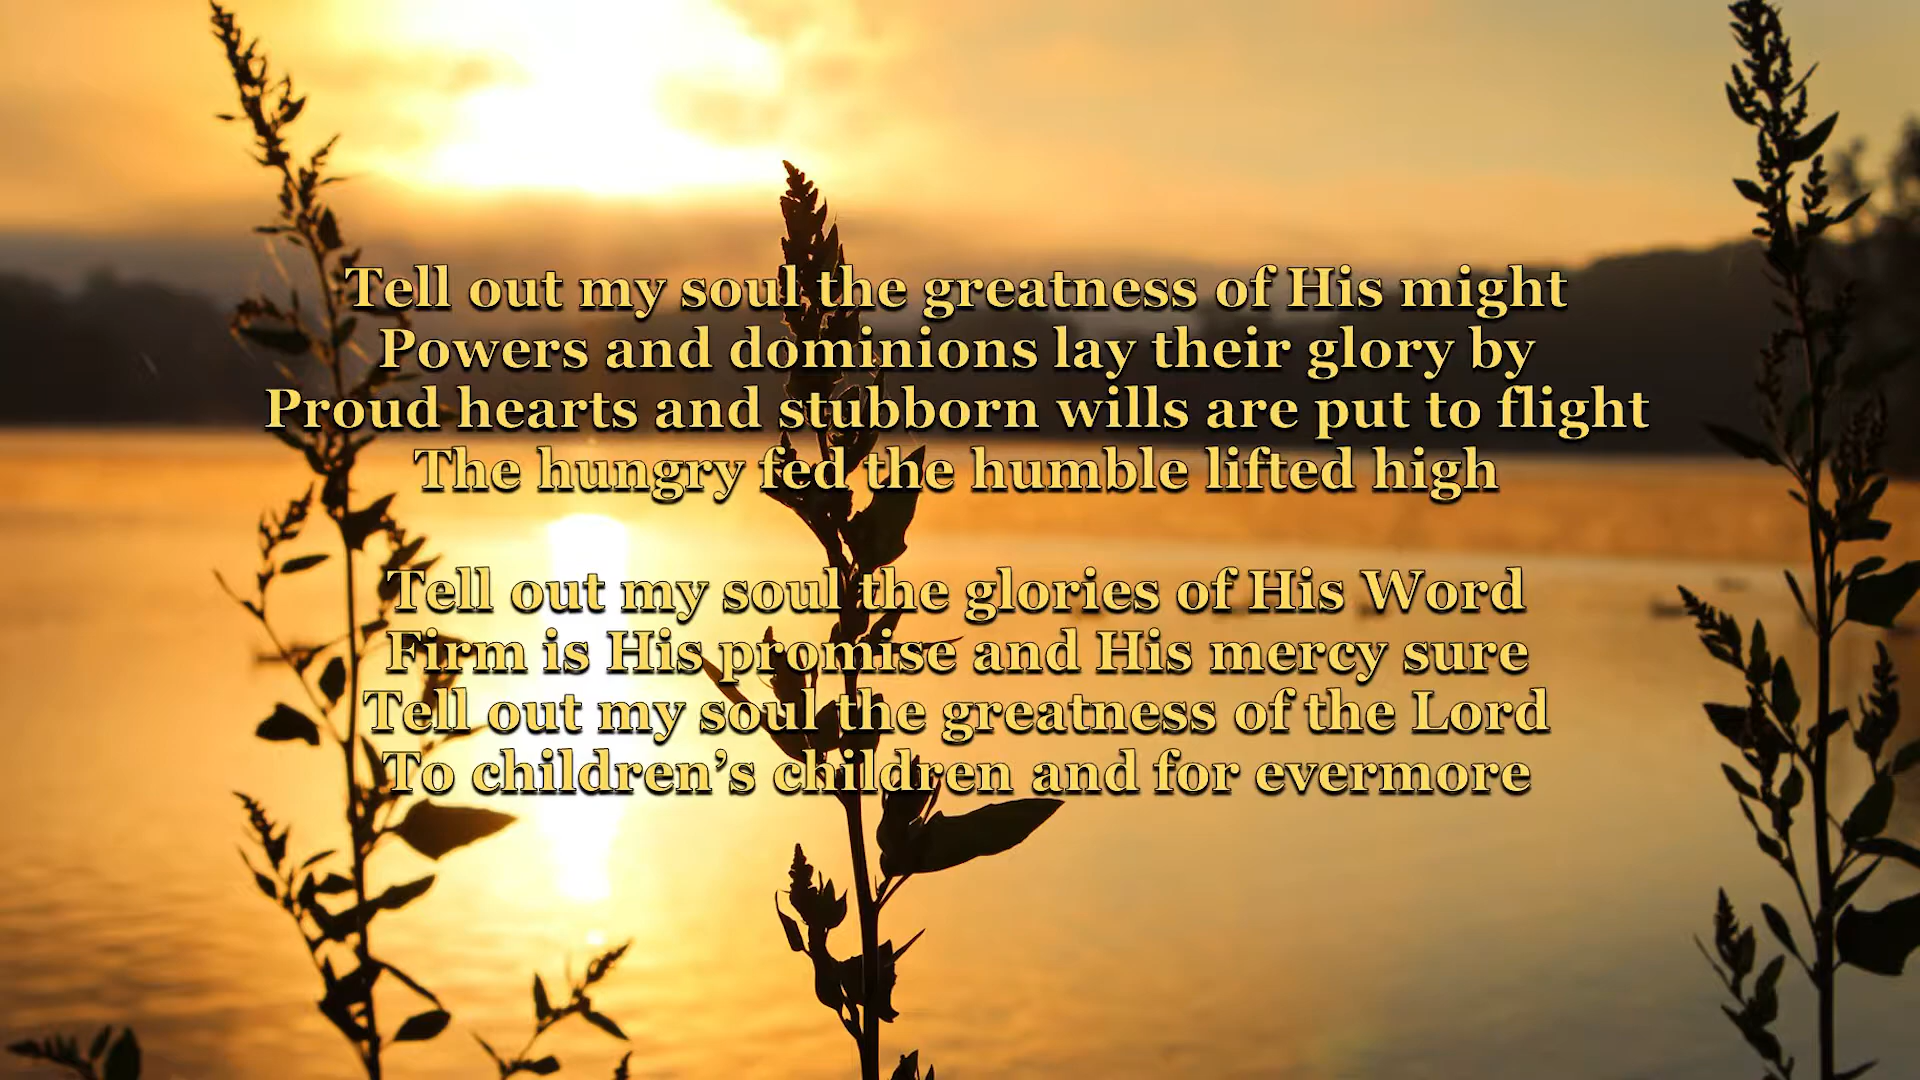 Tell out my soul the greatness of His might
Powers and dominions lay their glory by
Proud hearts and stubborn wills are put to flight
The hungry fed the humble lifted high
Tell out my soul the glories of His Word
Firm is His promise and His mercy sure
Tell out my soul the greatness of the Lord
To children’s children and for evermore